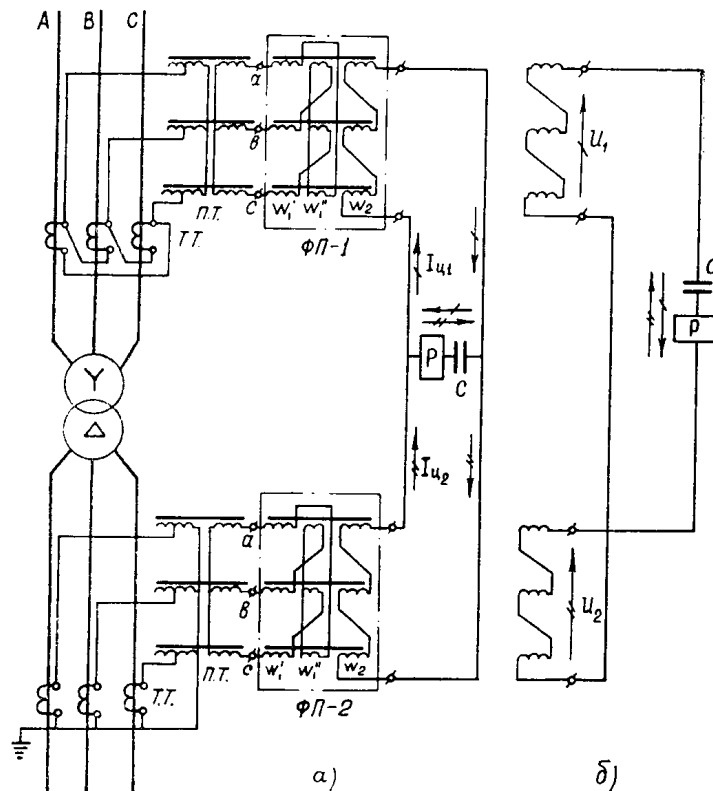 A B C
а
в
с
П.Т.
W₁' W₁'' W₂
Т.Т.
ФП-1
U₁
Iц₁
C
P
P
C
Y
Δ
Iц₂
а
в
с
П.Т.
W₁' W₁'' W₂
Т.Т.
ФП-2
U₂
а)
б)